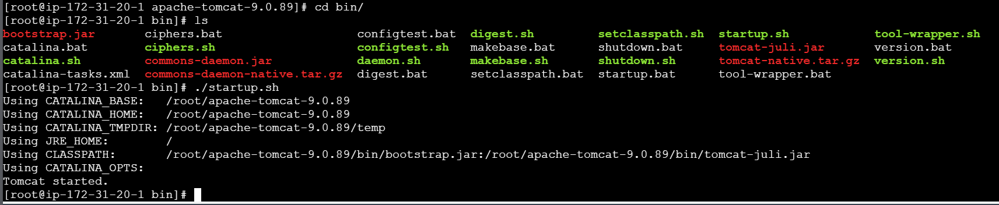 [root@ip-172-31-20-1 apache-tomcat-9.0.89]# cd bin/
[root@ip-172-31-20-1 bin]# ls
bootstrap.jar       ciphers.bat                   configtest.bat  digest.sh         setclasspath.sh  startup.sh            tool-wrapper.sh
catalina.bat        ciphers.sh                    configtest.sh   makebase.bat      shutdown.bat     tomcat-juli.jar       version.bat
catalina.sh         commons-daemon.jar            daemon.sh       makebase.sh       shutdown.sh      tomcat-native.tar.gz  version.sh
catalina-tasks.xml  commons-daemon-native.tar.gz  digest.bat      setclasspath.bat  startup.bat      tool-wrapper.bat
[root@ip-172-31-20-1 bin]# ./startup.sh
Using CATALINA_BASE:   /root/apache-tomcat-9.0.89
Using CATALINA_HOME:   /root/apache-tomcat-9.0.89
Using CATALINA_TMPDIR: /root/apache-tomcat-9.0.89/temp
Using JRE_HOME:        /
Using CLASSPATH:       /root/apache-tomcat-9.0.89/bin/bootstrap.jar:/root/apache-tomcat-9.0.89/bin/tomcat-juli.jar
Using CATALINA_OPTS:
Tomcat started.
[root@ip-172-31-20-1 bin]#